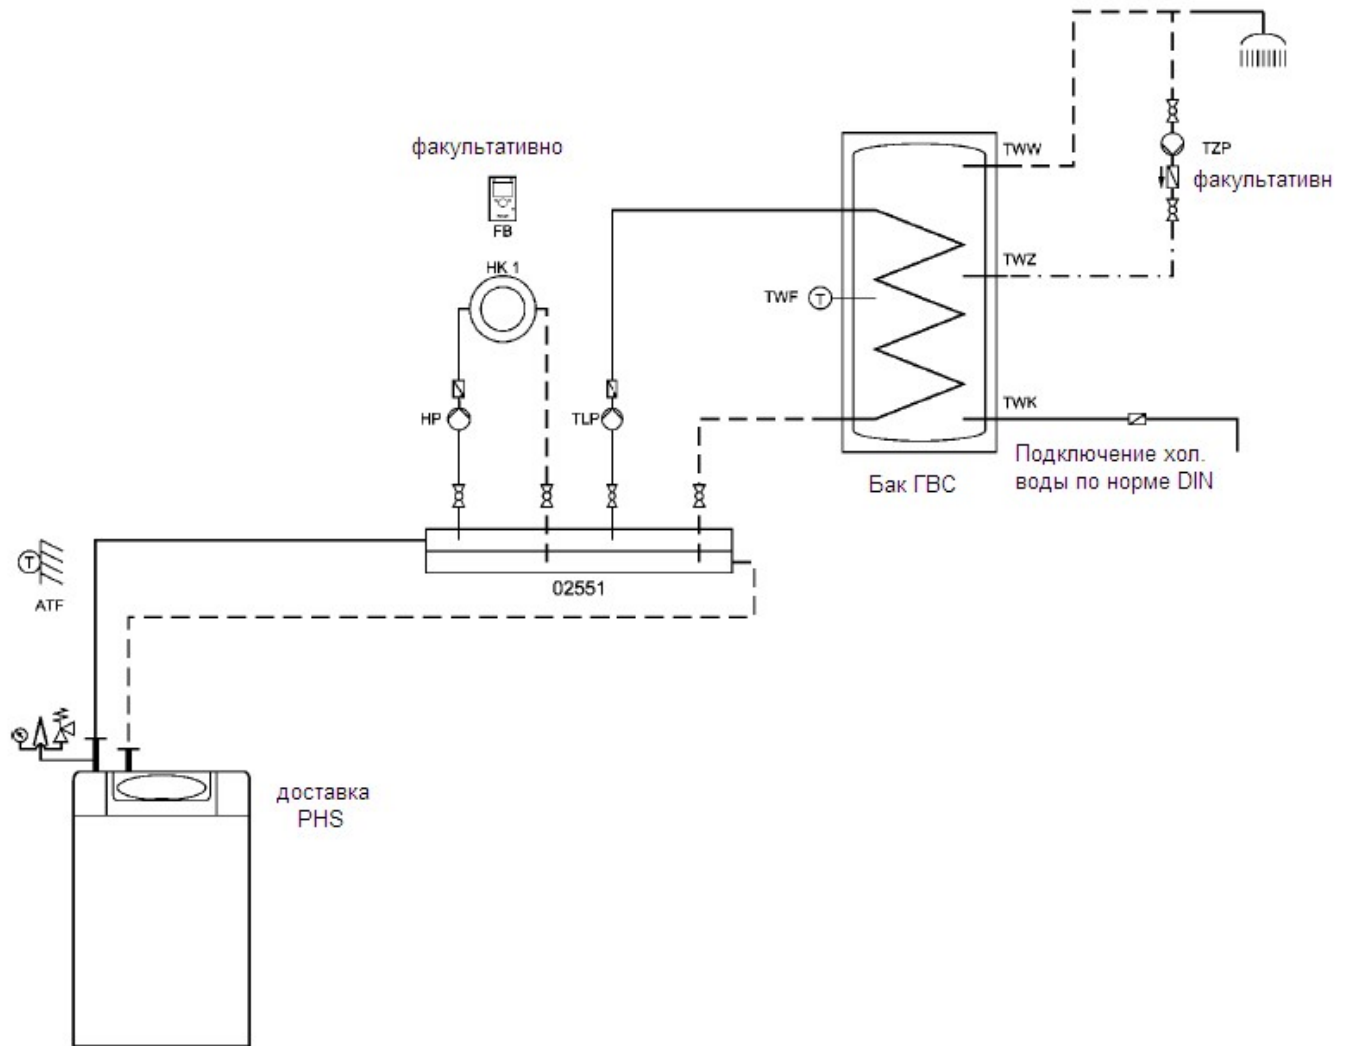 факультативно
FB
HK 1
HP
TLP
TWF
T
TWW
TZP
факультативн
TWZ
TWK
Подключение хол.
воды по норме DIN
Бак ГВС
02551
T
ATF
доставка
PHS